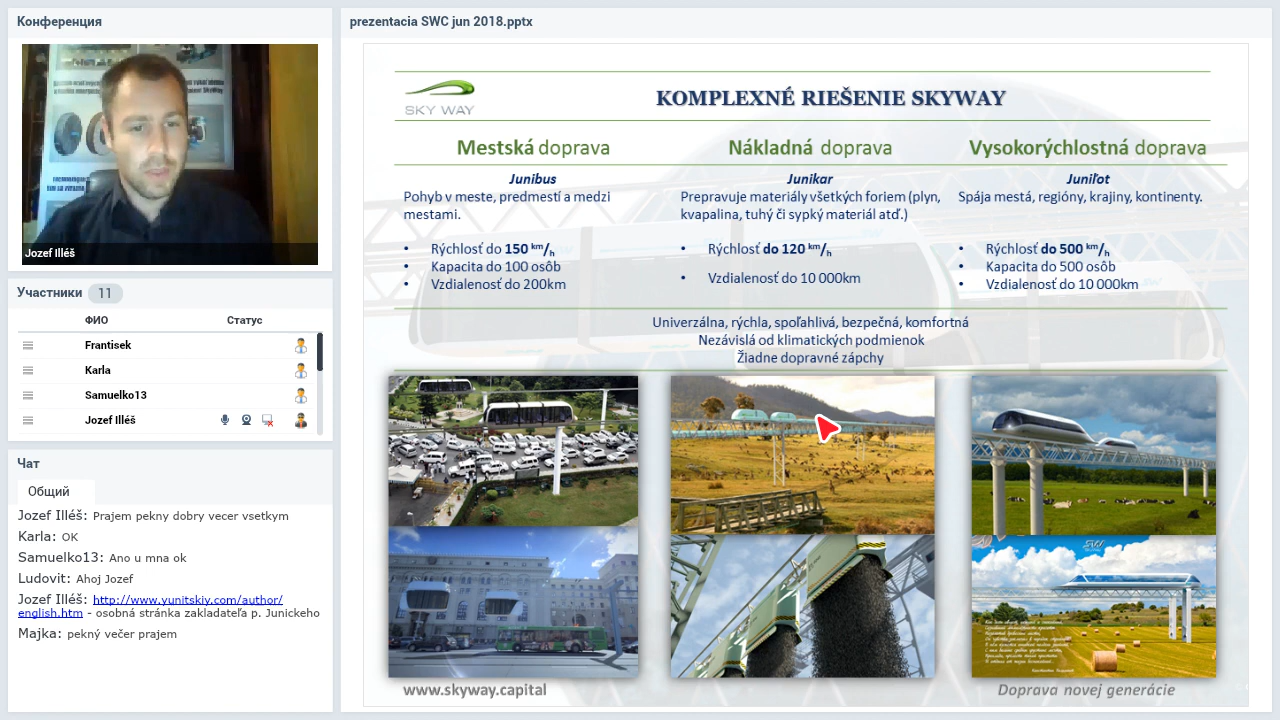 Конференция
Jozef Illéš
Участники 11
ФИО Статус
Frantisek
Karla
Samuelko13
Jozef Illéš
Чат
Общий
Jozef Illéš: Prajem pekny dobry vecer vsetkym
Karla: OK
Samuelko13: Ano u mna ok
Ludovit: Ahoj Jozef
Jozef Illéš: http://www.yunitskiy.com/author/
english.htm - osobná stránka zakladateľa p. Junickeho
Majka: pekný večer prajem
prezentacia SWC jun 2018.pptx
SKY WAY
KOMPLEXNÉ RIEŠENIE SKYWAY
Mestská doprava
Junibus
Pohyb v meste, predmestí a medzi
mestami.
• Rýchlosť do 150 km/h
• Kapacita do 100 osôb
• Vzdialenosť do 200km
Nákladná doprava
Junikar
Prepravuje materiály všetkých foriem (plyn,
kvapalina, tuhý či sypký materiál atď.)
• Rýchlosť do 120 km/h
• Vzdialenosť do 10 000km
Vysokorýchlostná doprava
Juniľot
Spája mestá, regióny, krajiny, kontinenty.
• Rýchlosť do 500 km/h
• Kapacita do 500 osôb
• Vzdialenosť do 10 000km
Univerzálna, rýchla, spoľahlivá, bezpečná, komfortná
Nezávislá od klimatických podmienok
Žiadne dopravné zápchy
www.skyway.capital
Doprava novej generácie